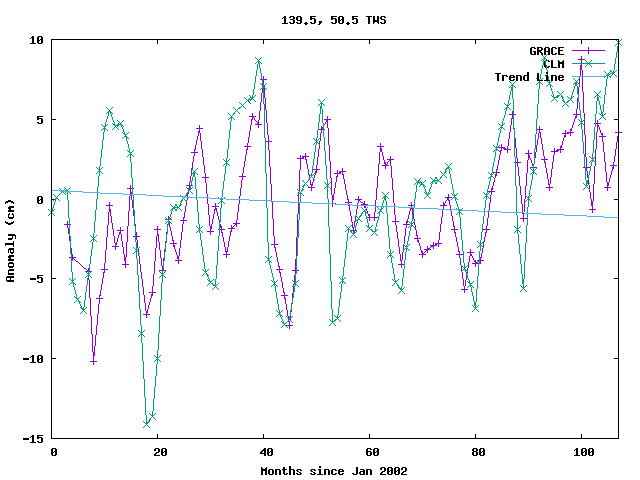 139.5, 50.5 TWS
GRACE
CLM
Trend Line
10
5
0
-5
-10
-15
Anomaly (cm)
0 20 40 60 80 100
Months since Jan 2002